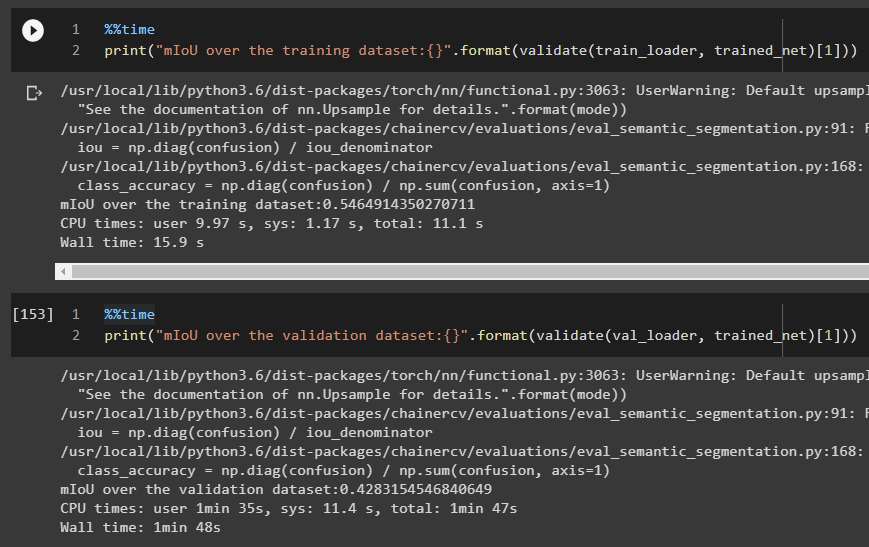 1 %%time
2 print("mIoU over the training dataset:{}".format(validate(train_loader, trained_net)[1]))
/usr/local/lib/python3.6/dist-packages/torch/nn/functional.py:3063: UserWarning: Default upsampl
"See the documentation of nn.Upsample for details.".format(mode))
/usr/local/lib/python3.6/dist-packages/chainercv/evaluations/eval_semantic_segmentation.py:91: R
iou = np.diag(confusion) / iou_denominator
/usr/local/lib/python3.6/dist-packages/chainercv/evaluations/eval_semantic_segmentation.py:168:
class_accuracy = np.diag(confusion) / np.sum(confusion, axis=1)
mIoU over the training dataset:0.5464914350270711
CPU times: user 9.97 s, sys: 1.17 s, total: 11.1 s
Wall time: 15.9 s
[153] 1 %%time
2 print("mIoU over the validation dataset:{}".format(validate(val_loader, trained_net)[1]))
/usr/local/lib/python3.6/dist-packages/torch/nn/functional.py:3063: UserWarning: Default upsampl
"See the documentation of nn.Upsample for details.".format(mode))
/usr/local/lib/python3.6/dist-packages/chainercv/evaluations/eval_semantic_segmentation.py:91: R
iou = np.diag(confusion) / iou_denominator
/usr/local/lib/python3.6/dist-packages/chainercv/evaluations/eval_semantic_segmentation.py:168:
class_accuracy = np.diag(confusion) / np.sum(confusion, axis=1)
mIoU over the validation dataset:0.4283154546840649
CPU times: user 1min 35s, sys: 11.4 s, total: 1min 47s
Wall time: 1min 48s